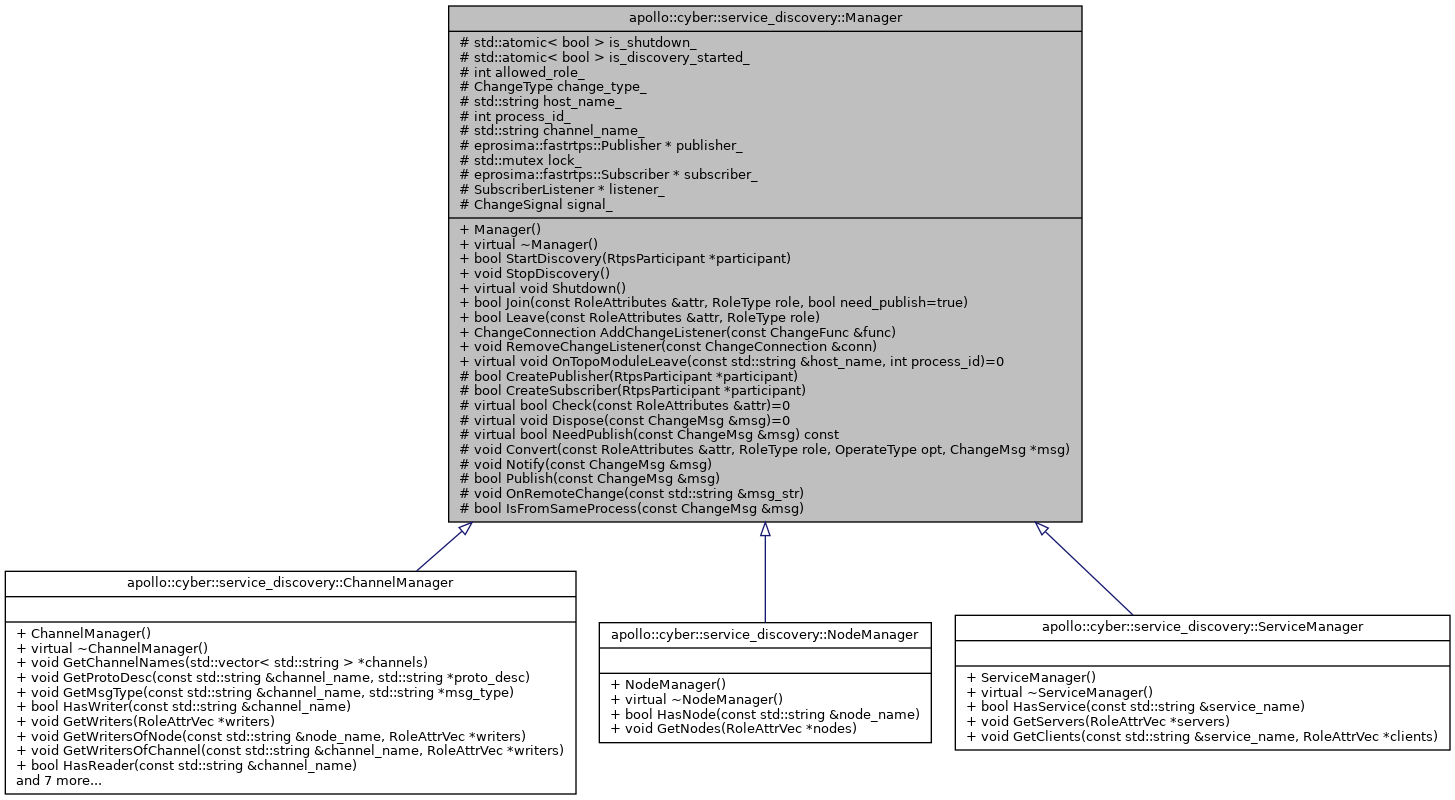 apollo::cyber::service_discovery::Manager
# std::atomic< bool > is_shutdown_
# std::atomic< bool > is_discovery_started_
# int allowed_role_
# ChangeType change_type_
# std::string host_name_
# int process_id_
# std::string channel_name_
# eprosima::fastrtps::Publisher * publisher_
# std::mutex lock_
# eprosima::fastrtps::Subscriber * subscriber_
# SubscriberListener * listener_
# ChangeSignal signal_
+ Manager()
+ virtual ~Manager()
+ bool StartDiscovery(RtpsParticipant *participant)
+ void StopDiscovery()
+ virtual void Shutdown()
+ bool Join(const RoleAttributes &attr, RoleType role, bool need_publish=true)
+ bool Leave(const RoleAttributes &attr, RoleType role)
+ ChangeConnection AddChangeListener(const ChangeFunc &func)
+ void RemoveChangeListener(const ChangeConnection &conn)
+ virtual void OnTopoModuleLeave(const std::string &host_name, int process_id)=0
# bool CreatePublisher(RtpsParticipant *participant)
# bool CreateSubscriber(RtpsParticipant *participant)
# virtual bool Check(const RoleAttributes &attr)=0
# virtual void Dispose(const ChangeMsg &msg)=0
# virtual bool NeedPublish(const ChangeMsg &msg) const
# void Convert(const RoleAttributes &attr, RoleType role, OperateType opt, ChangeMsg *msg)
# void Notify(const ChangeMsg &msg)
# bool Publish(const ChangeMsg &msg)
# void OnRemoteChange(const std::string &msg_str)
# bool IsFromSameProcess(const ChangeMsg &msg)
apollo::cyber::service_discovery::ChannelManager
+ ChannelManager()
+ virtual ~ChannelManager()
+ void GetChannelNames(std::vector< std::string > *channels)
+ void GetProtoDesc(const std::string &channel_name, std::string *proto_desc)
+ void GetMsgType(const std::string &channel_name, std::string *msg_type)
+ bool HasWriter(const std::string &channel_name)
+ void GetWriters(RoleAttrVec *writers)
+ void GetWritersOfNode(const std::string &node_name, RoleAttrVec *writers)
+ void GetWritersOfChannel(const std::string &channel_name, RoleAttrVec *writers)
+ bool HasReader(const std::string &channel_name)
and 7 more...
apollo::cyber::service_discovery::NodeManager
+ NodeManager()
+ virtual ~NodeManager()
+ bool HasNode(const std::string &node_name)
+ void GetNodes(RoleAttrVec *nodes)
apollo::cyber::service_discovery::ServiceManager
+ ServiceManager()
+ virtual ~ServiceManager()
+ bool HasService(const std::string &service_name)
+ void GetServers(RoleAttrVec *servers)
+ void GetClients(const std::string &service_name, RoleAttrVec *clients)